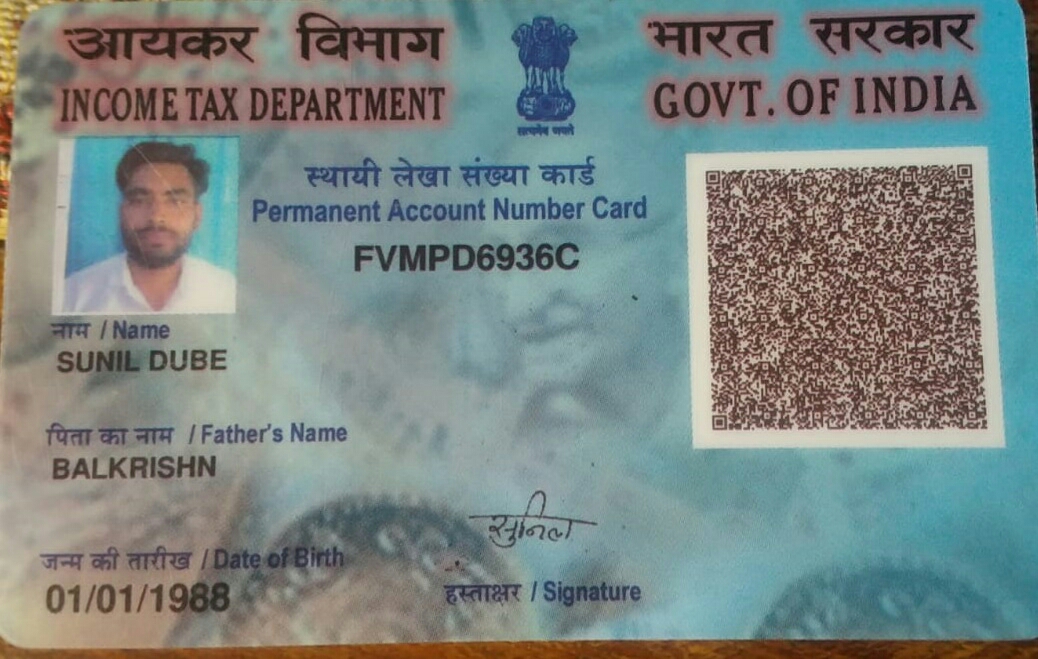 आयकर विभाग
INCOME TAX DEPARTMENT
सत्यमेव जयते
भारत सरकार
GOVT. OF INDIA
स्थायी लेखा संख्या कार्ड
Permanent Account Number Card
FVMPD6936C
नाम / Name
SUNIL DUBE
पिता का नाम / Father's Name
BALKRISHN
जन्म की तारीख / Date of Birth
01/01/1988
सुनिल
हस्ताक्षर / Signature